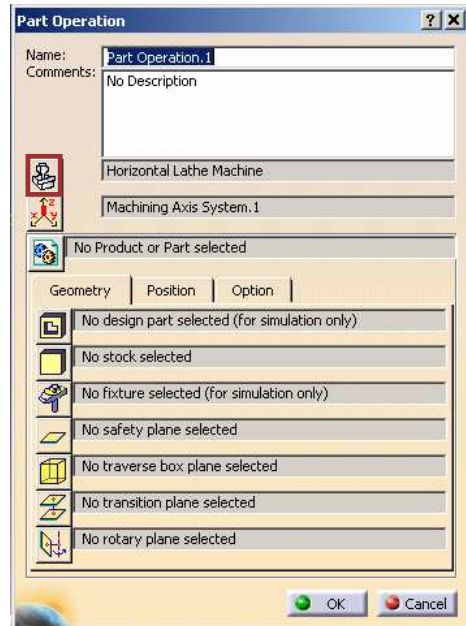 Part Operation
Name:
Part Operation.1
Comments:
No Description
Horizontal Lathe Machine
Machining Axis System.1
No Product or Part selected
Geometry Position Option
No design part selected (for simulation only)
No stock selected
No fixture selected (for simulation only)
No safety plane selected
No traverse box plane selected
No transition plane selected
No rotary plane selected
OK Cancel